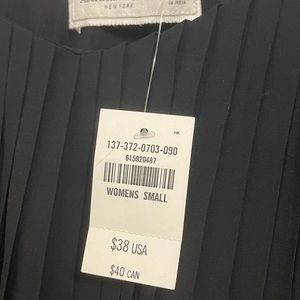 NEW YORK
HK
137-372-0703-090
615920487
WOMENS SMALL
$38 USA
$40 CAN